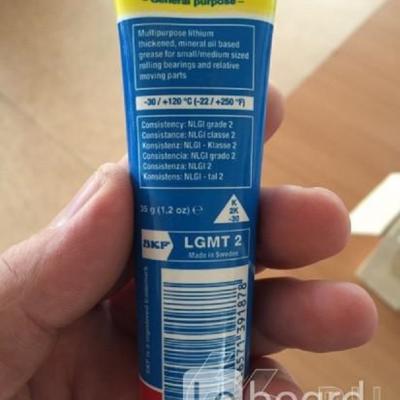 - General purpose -
Multipurpose lithium
thickened, mineral oil based
grease for small/medium sized
rolling bearings and relative
moving parts
-30 / +120 °C (-22 / +250 °F)
Consistency: NLGI grade 2
Consistance: NLGI classe 2
Konsistenz: NLGI - Klasse 2
Consistencia: NLGI grado 2
Consistenza: NLGI 2
Konsistens: NLGI - tal 2
35 g (1.2 oz) ℮
K
2K
-30
SKF LGMT 2
Made in Sweden
SKF is a registered trademark
6571 391878
board